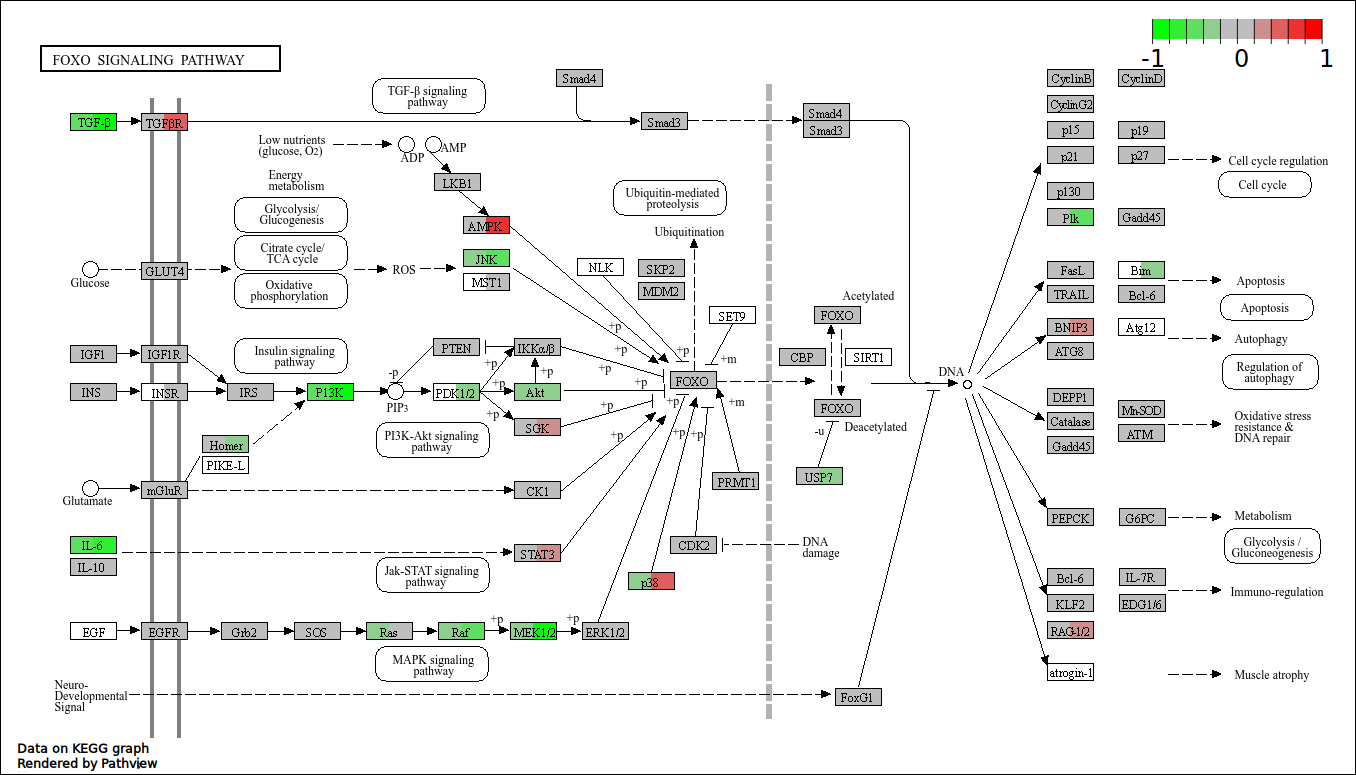 -1 0 1
FOXO SIGNALING PATHWAY
TGF-β signaling
pathway
Smad4
CyclinB
CyclinD
CyclinG2
TGF-β
TGFβR
Smad3
Smad4
Smad3
p15
p19
Low nutrients
(glucose, O2)
ADP
AMP
p21
p27
Cell cycle regulation
Energy
metabolism
LKB1
Cell cycle
Ubiquitin-mediated
proteolysis
p130
Glycolysis/
Glucogenesis
Plk
Gadd45
AMPK
Ubiquitination
Citrate cycle/
TCA cycle
JNK
Glucose
GLUT4
ROS
NLK
SKP2
FasL
Bim
Apoptosis
MST1
MDM2
Oxidative
phosphorylation
Acetylated
TRAIL
Bcl-6
Apoptosis
SET9
FOXO
+p
BNIP3
Atg12
Autophagy
IGF1
IGF1R
Insulin signaling
pathway
PTEN
IKKα/β
+p
+p
+m
CBP
SIRT1
ATG8
-p
+p
+p
DNA
Regulation of
autophagy
INS
INSR
IRS
P13K
PIP3
PDK1/2
+p
Akt
+p
FOXO
DEPP1
FOXO
Mn-SOD
+p
+p
+p
+m
SGK
+p
+p
+p
Deacetylated
-u
Catalase
ATM
Oxidative stress
resistance &
DNA repair
Homer
PI3K-Akt signaling
pathway
Gadd45
PIKE-L
USP7
PRMT1
Glutamate
mGluR
CK1
PEPCK
G6PC
Metabolism
IL-6
STAT3
CDK2
DNA
damage
Glycolysis /
Gluconeogenesis
IL-10
Jak-STAT signaling
pathway
p38
Bcl-6
IL-7R
Immuno-regulation
KLF2
EDG1/6
EGF
EGFR
Grb2
SOS
Ras
Raf
+p
MEK1/2
+p
ERK1/2
RAG-1/2
MAPK signaling
pathway
atrogin-1
Muscle atrophy
Neuro-
Developmental
Signal
FoxG1
Data on KEGG graph
Rendered by Pathview